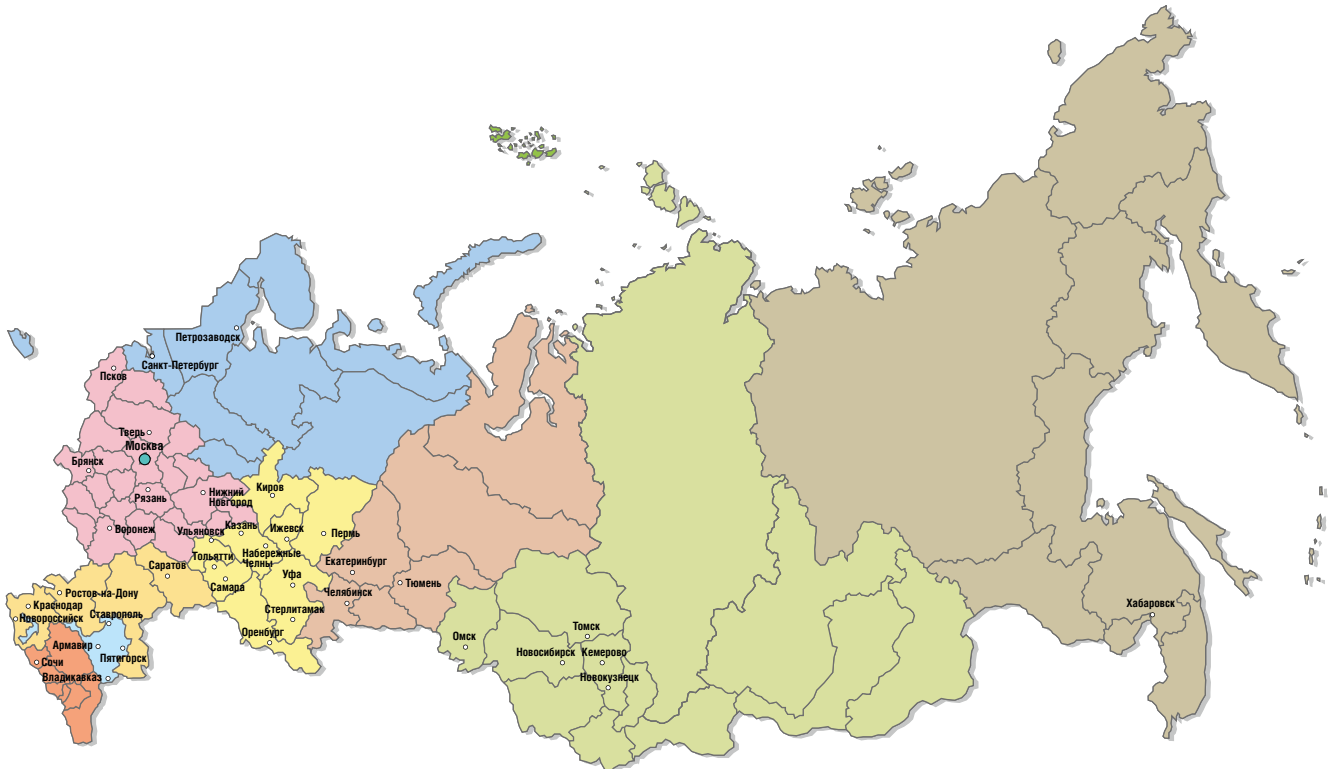 Петрозаводск
Санкт-Петербург
Псков
Тверь
Москва
Брянск
Рязань
Нижний
Новгород
Киров
Воронеж
Ульяновск
Казань
Ижевск
Пермь
Тольятти
Набережные
Челны
Саратов
Самара
Уфа
Екатеринбург
Тюмень
Челябинск
Стерлитамак
Оренбург
Ростов-на-Дону
Краснодар
Новороссийск
Ставрополь
Армавир
Пятигорск
Сочи
Владикавказ
Омск
Томск
Новосибирск
Кемерово
Новокузнецк
Хабаровск